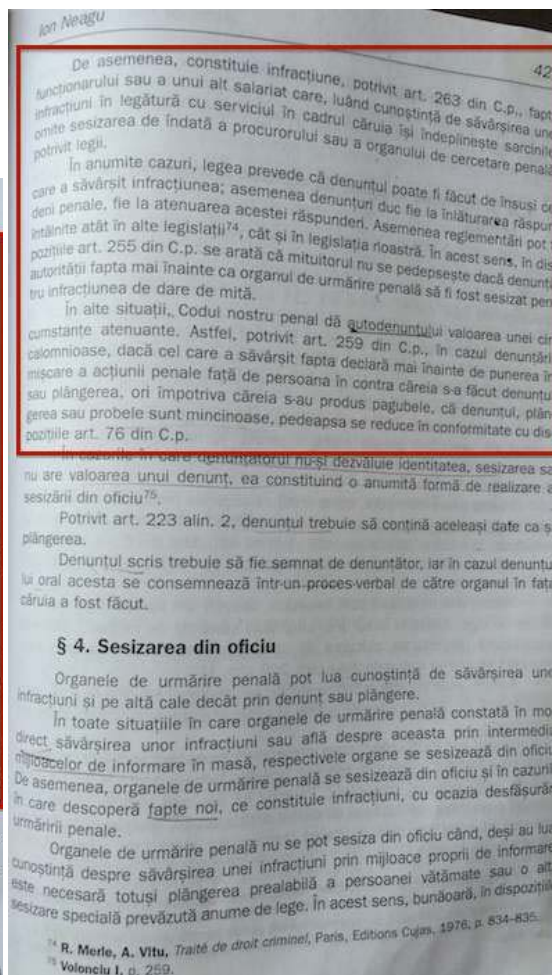 Ion Neagu
42
De asemenea, constituie infracțiune, potrivit art. 263 din C.p., fapt
funcționarului sau a unui alt salariat care, luând cunoștință de săvârșirea un
infracțiuni în legătură cu serviciul în cadrul căruia își îndeplinește sarcinile
omite sesizarea de îndată a procurorului sau a organului de cercetare penală
potrivit legii.
În anumite cazuri, legea prevede că denunțul poate fi făcut de însuși ce
care a săvârșit infracțiunea; asemenea denunțuri duc fie la înlăturarea răspun
derii penale, fie la atenuarea acestei răspunderi. Asemenea reglementări pot
întâlnite atât în alte legislații74, cât și în legislația noastră. În acest sens, în dis
pozițiile art. 255 din C.p. se arată că mituitorul nu se pedepsește dacă denunț
autorității fapta mai înainte ca organul de urmărire penală să fi fost sesizat pen
tru infracțiunea de dare de mită.
În alte situații, Codul nostru penal dă autodenunțului valoarea unei cir
cumstanțe atenuante. Astfel, potrivit art. 259 din C.p., în cazul denunțări
calomnioase, dacă cel care a săvârșit fapta declară mai înainte de punerea în
mișcare a acțiunii penale față de persoana în contra căreia s-a făcut denunțu
sau plângerea, ori împotriva căreia s-au produs pagubele, că denunțul, plân
gerea sau probele sunt mincinoase, pedeapsa se reduce în conformitate cu dis
pozițiile art. 76 din C.p.
În cazurile în care denunțătorul nu-și dezvăluie identitatea, sesizarea sa
nu are valoarea unui denunț, ea constituind o anumită formă de realizare a
sesizării din oficiu75.
Potrivit art. 223 alin. 2, denunțul trebuie să conțină aceleași date ca ș
plângerea.
Denunțul scris trebuie să fie semnat de denunțător, iar în cazul denunțu
lui oral acesta se consemnează într-un proces-verbal de către organul în fața
căruia a fost făcut.
§ 4. Sesizarea din oficiu
Organele de urmărire penală pot lua cunoștință de săvârșirea une
infracțiuni și pe altă cale decât prin denunț sau plângere.
În toate situațiile în care organele de urmărire penală constată în mo
direct săvârșirea unor infracțiuni sau află despre aceasta prin intermedi
mijloacelor de informare în masă, respectivele organe se sesizează din oficiu
De asemenea, organele de urmărire penală se sesizează din oficiu și în cazuril
în care descoperă fapte noi, ce constituie infracțiuni, cu ocazia desfășurăr
urmăririi penale.
Organele de urmărire penală nu se pot sesiza din oficiu când, deși au lua
cunoștință despre săvârșirea unei infracțiuni prin mijloace proprii de informare
este necesară totuși plângerea prealabilă a persoanei vătămate sau o alt
sesizare specială prevăzută anume de lege. În acest sens, bunăoară, în dispoziții
74 R. Merle, A. Vitu, Traité de droit criminel, Paris, Editions Cujas, 1976, p. 834-835.
75 Volonciu I, p. 259.